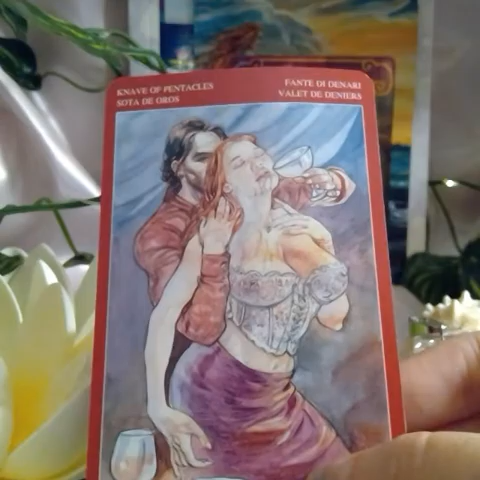 KNAVE OF PENTACLES
SOTA DE OROS
FANTE DI DENARI
VALET DE DENIERS